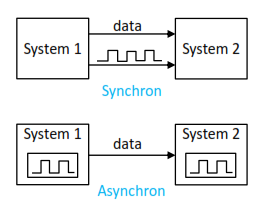 data
System 1
System 2
Synchron
System 1
System 2
data
Asynchron